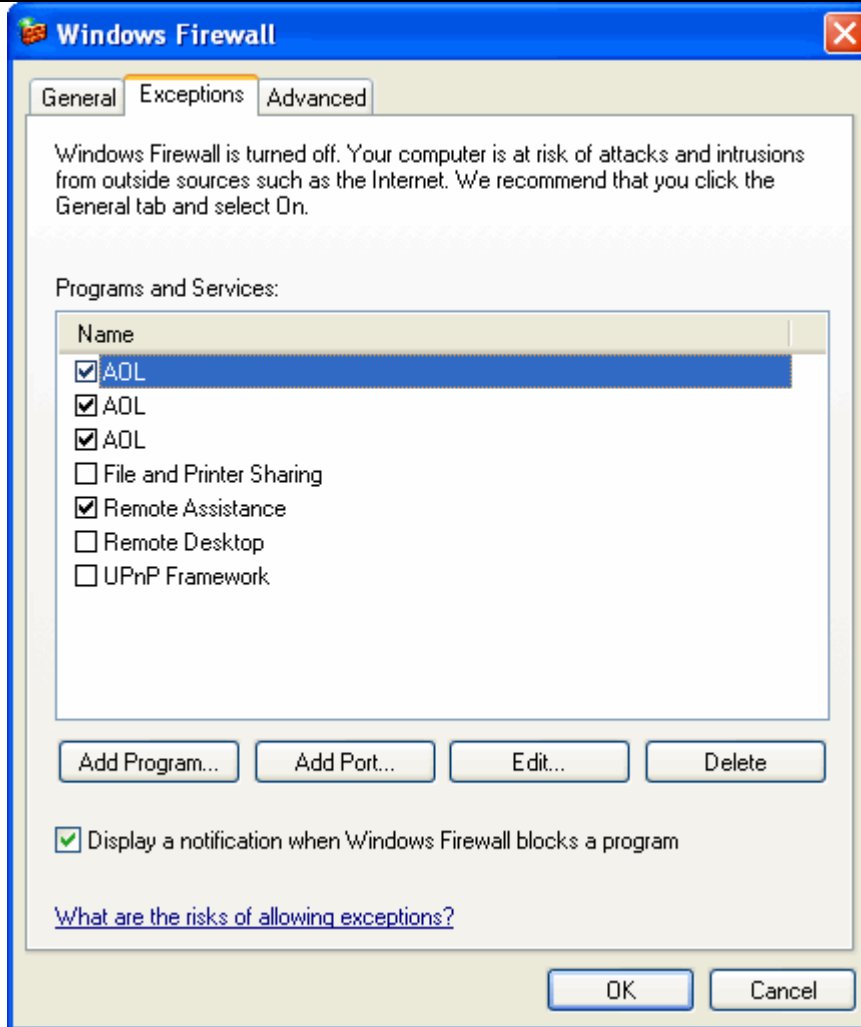 Windows Firewall
General Exceptions Advanced
Windows Firewall is turned off. Your computer is at risk of attacks and intrusions
from outside sources such as the Internet. We recommend that you click the
General tab and select On.
Programs and Services:
Name
AOL
AOL
AOL
File and Printer Sharing
Remote Assistance
Remote Desktop
UPnP Framework
Add Program... Add Port... Edit... Delete
Display a notification when Windows Firewall blocks a program
What are the risks of allowing exceptions?
OK Cancel